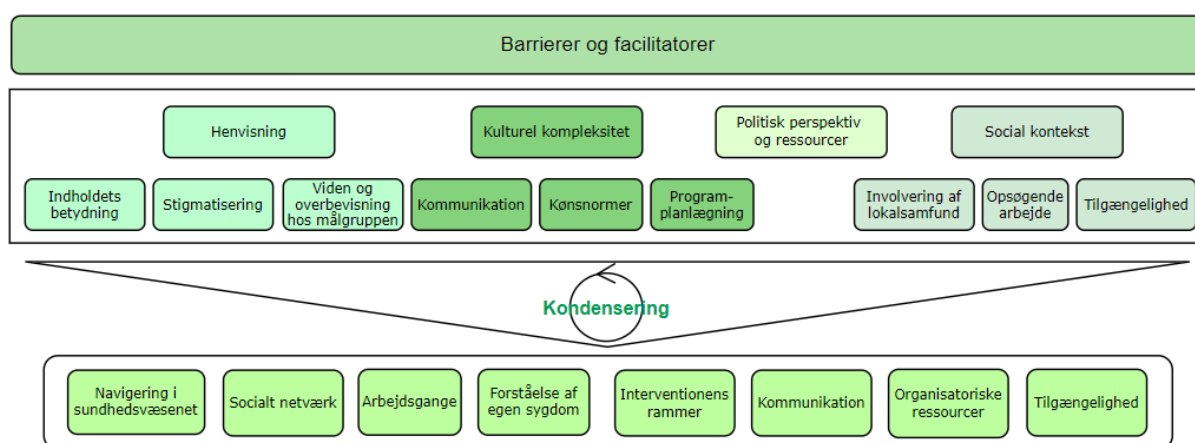 Barrierer og facilitatorer
Henvisning
Kulturel kompleksitet
Politisk perspektiv
og ressourcer
Social kontekst
Indholdets
betydning
Stigmatisering
Viden og
overbevisning
hos målgruppen
Kommunikation
Kønsnormer
Program-
planlægning
Involvering af
lokalsamfund
Opsøgende
arbejde
Tilgængelighed
Kondensering
Navigering i
sundhedsvæsenet
Socialt netværk
Arbejdsgange
Forståelse af
egen sygdom
Interventionens
rammer
Kommunikation
Organisatoriske
ressourcer
Tilgængelighed